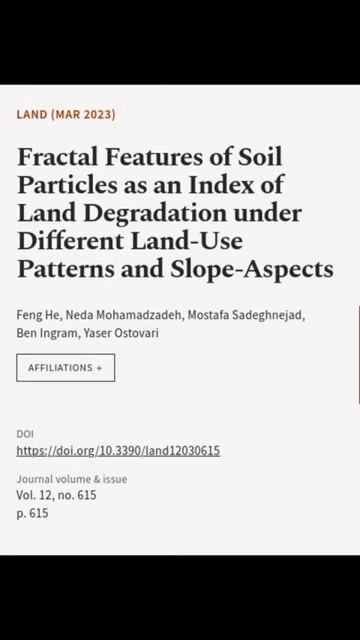 LAND (MAR 2023)
Fractal Features of Soil
Particles as an Index of
Land Degradation under
Different Land-Use
Patterns and Slope-Aspects
Feng He, Neda Mohamadzadeh, Mostafa Sadeghnejad,
Ben Ingram, Yaser Ostovari
AFFILIATIONS +
DOI
https://doi.org/10.3390/land12030615
Journal volume & issue
Vol. 12, no. 615
p. 615